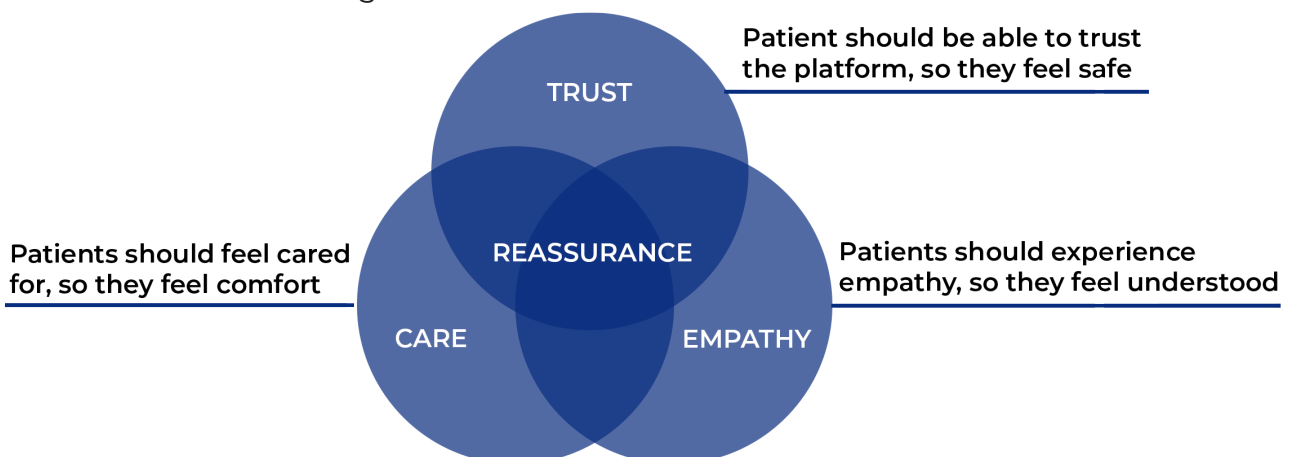 Patient should be able to trust
the platform, so they feel safe
TRUST
REASSURANCE
Patients should feel cared
for, so they feel comfort
Patients should experience
empathy, so they feel understood
CARE
EMPATHY